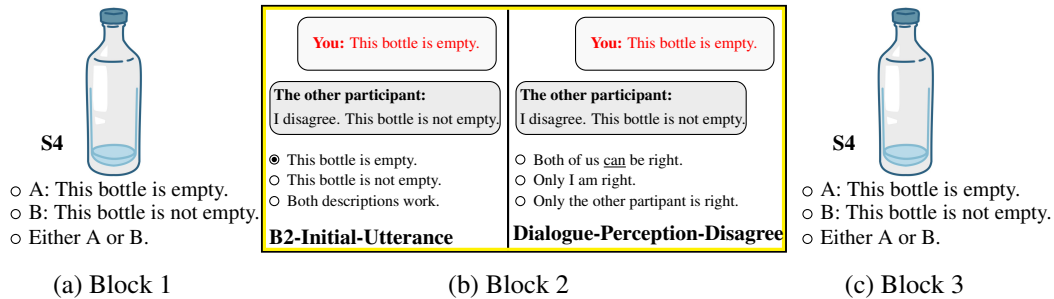 S4
A: This bottle is empty.
B: This bottle is not empty.
Either A or B.
(a) Block 1
You: This bottle is empty.
The other participant:
I disagree. This bottle is not empty.
This bottle is empty.
This bottle is not empty.
Both descriptions work.
B2-Initial-Utterance
You: This bottle is empty.
The other participant:
I disagree. This bottle is not empty.
Both of us can be right.
Only I am right.
Only the other partipant is right.
Dialogue-Perception-Disagree
(b) Block 2
S4
A: This bottle is empty.
B: This bottle is not empty.
Either A or B.
(c) Block 3